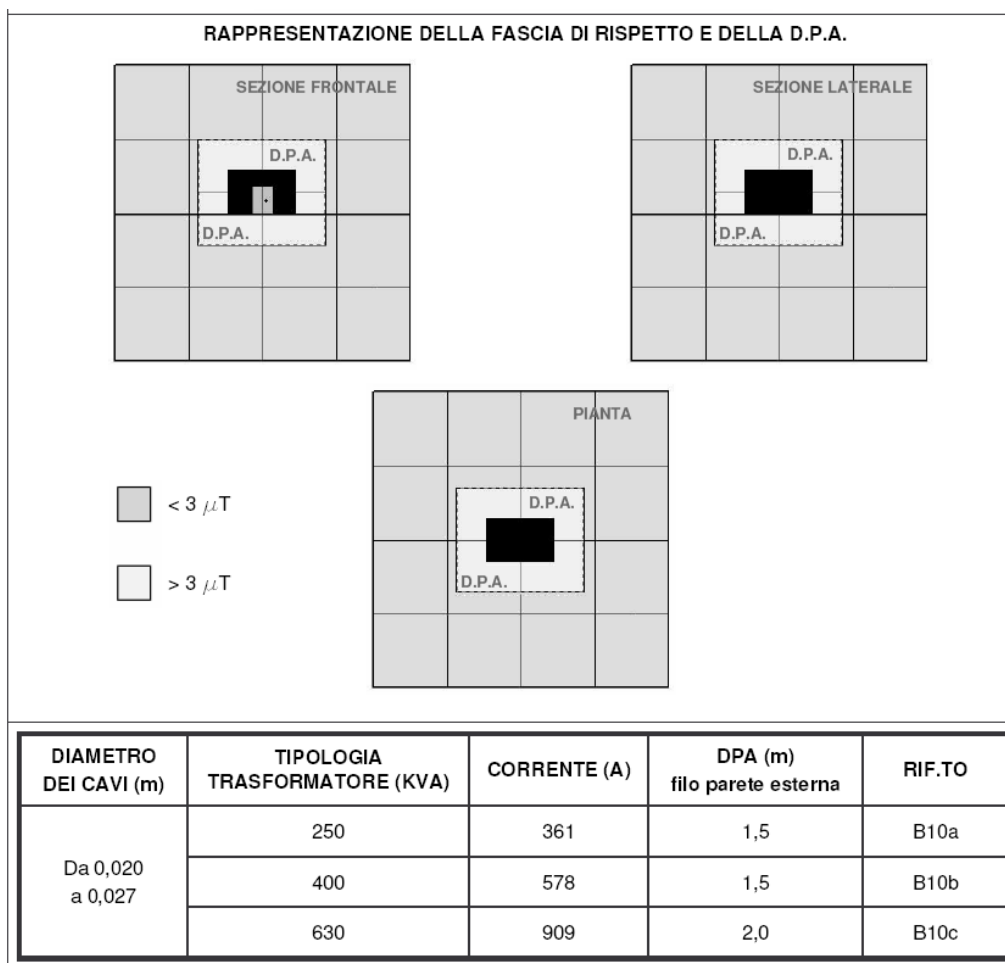 RAPPRESENTAZIONE DELLA FASCIA DI RISPETTO E DELLA D.P.A.
SEZIONE FRONTALE
D.P.A.
D.P.A.
SEZIONE LATERALE
D.P.A.
D.P.A.
PIANTA
D.P.A.
D.P.A.
< 3 μT
> 3 μT
DIAMETRO
DEI CAVI (m)
TIPOLOGIA
TRASFORMATORE (KVA)
CORRENTE (A)
DPA (m)
filo parete esterna
RIF.TO
Da 0,020
a 0,027
250 361 1,5 B10a
400 578 1,5 B10b
630 909 2,0 B10c